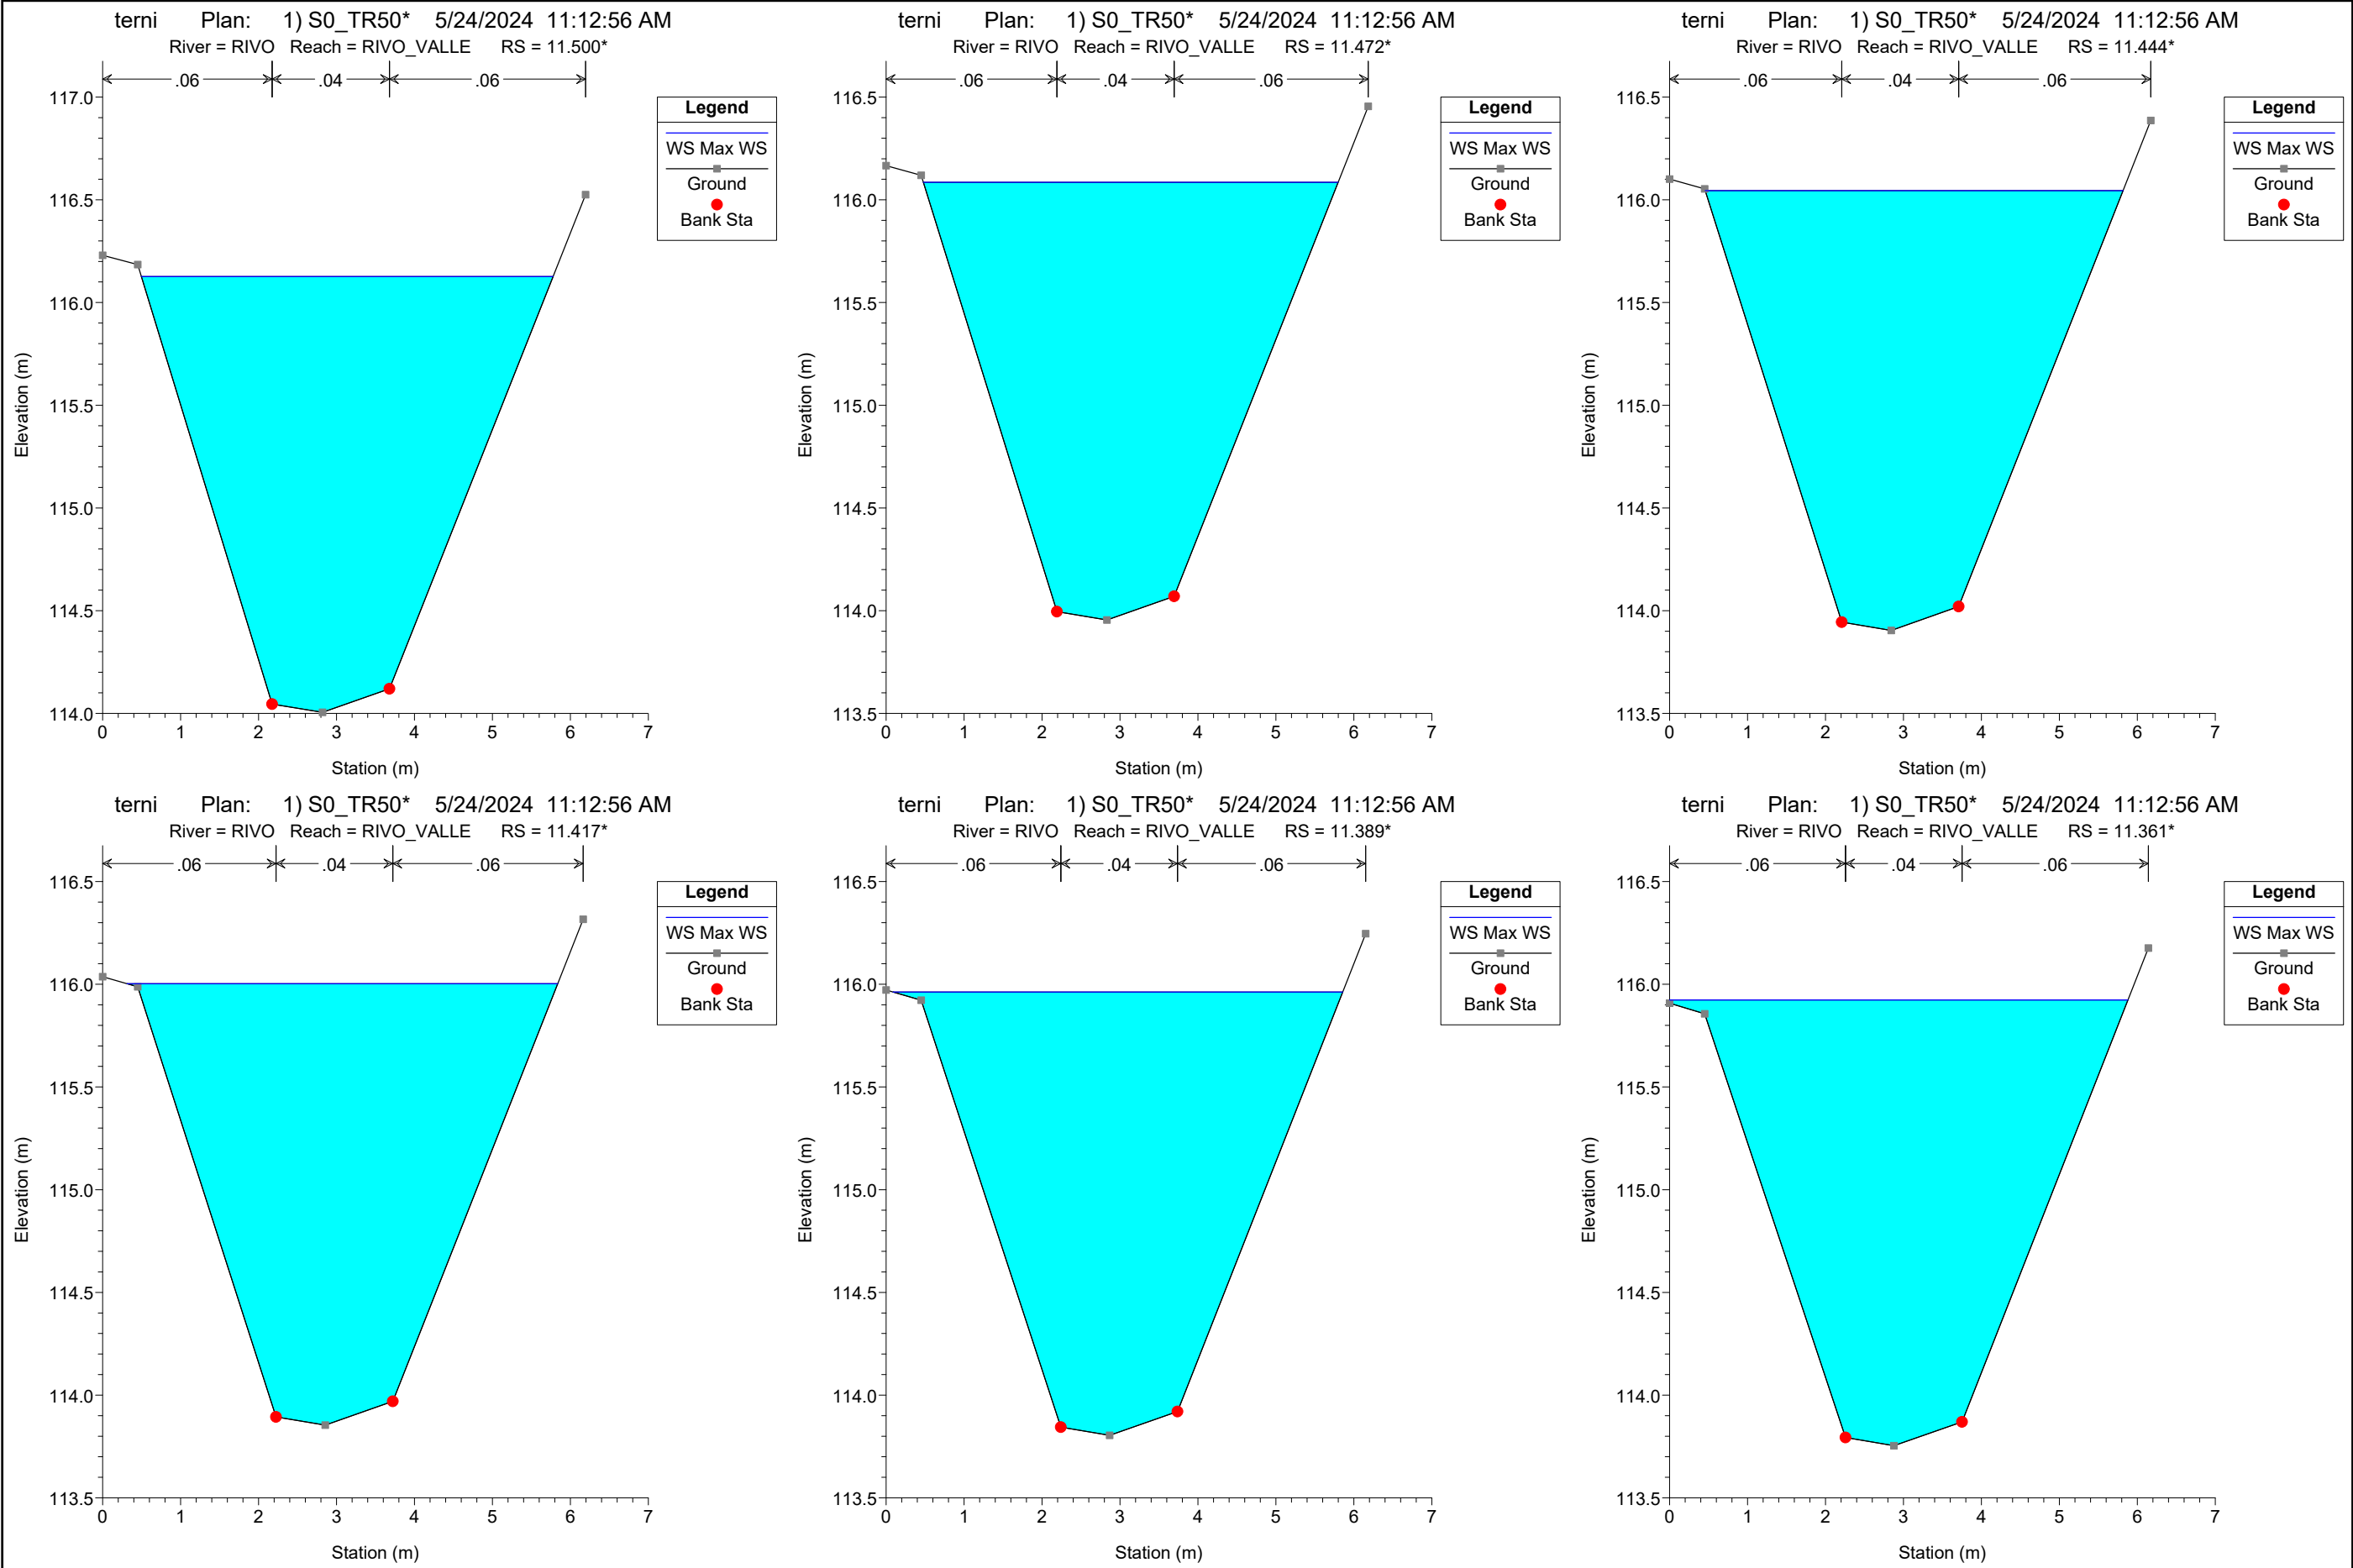 terni Plan: 1) S0_TR50* 5/24/2024 11:12:56 AM
River = RIVO Reach = RIVO_VALLE RS = 11.500*
.06 .04 .06
117.0
116.5
116.0
115.5
115.0
114.5
114.0
Elevation (m)
0 1 2 3 4 5 6 7
Station (m)
Legend
WS Max WS
Ground
Bank Sta
terni Plan: 1) S0_TR50* 5/24/2024 11:12:56 AM
River = RIVO Reach = RIVO_VALLE RS = 11.472*
.06 .04 .06
116.5
116.0
115.5
115.0
114.5
114.0
113.5
Elevation (m)
0 1 2 3 4 5 6 7
Station (m)
Legend
WS Max WS
Ground
Bank Sta
terni Plan: 1) S0_TR50* 5/24/2024 11:12:56 AM
River = RIVO Reach = RIVO_VALLE RS = 11.444*
.06 .04 .06
116.5
116.0
115.5
115.0
114.5
114.0
113.5
Elevation (m)
0 1 2 3 4 5 6 7
Station (m)
Legend
WS Max WS
Ground
Bank Sta
terni Plan: 1) S0_TR50* 5/24/2024 11:12:56 AM
River = RIVO Reach = RIVO_VALLE RS = 11.417*
.06 .04 .06
116.5
116.0
115.5
115.0
114.5
114.0
113.5
Elevation (m)
0 1 2 3 4 5 6 7
Station (m)
Legend
WS Max WS
Ground
Bank Sta
terni Plan: 1) S0_TR50* 5/24/2024 11:12:56 AM
River = RIVO Reach = RIVO_VALLE RS = 11.389*
.06 .04 .06
116.5
116.0
115.5
115.0
114.5
114.0
113.5
Elevation (m)
0 1 2 3 4 5 6 7
Station (m)
Legend
WS Max WS
Ground
Bank Sta
terni Plan: 1) S0_TR50* 5/24/2024 11:12:56 AM
River = RIVO Reach = RIVO_VALLE RS = 11.361*
.06 .04 .06
116.5
116.0
115.5
115.0
114.5
114.0
113.5
Elevation (m)
0 1 2 3 4 5 6 7
Station (m)
Legend
WS Max WS
Ground
Bank Sta